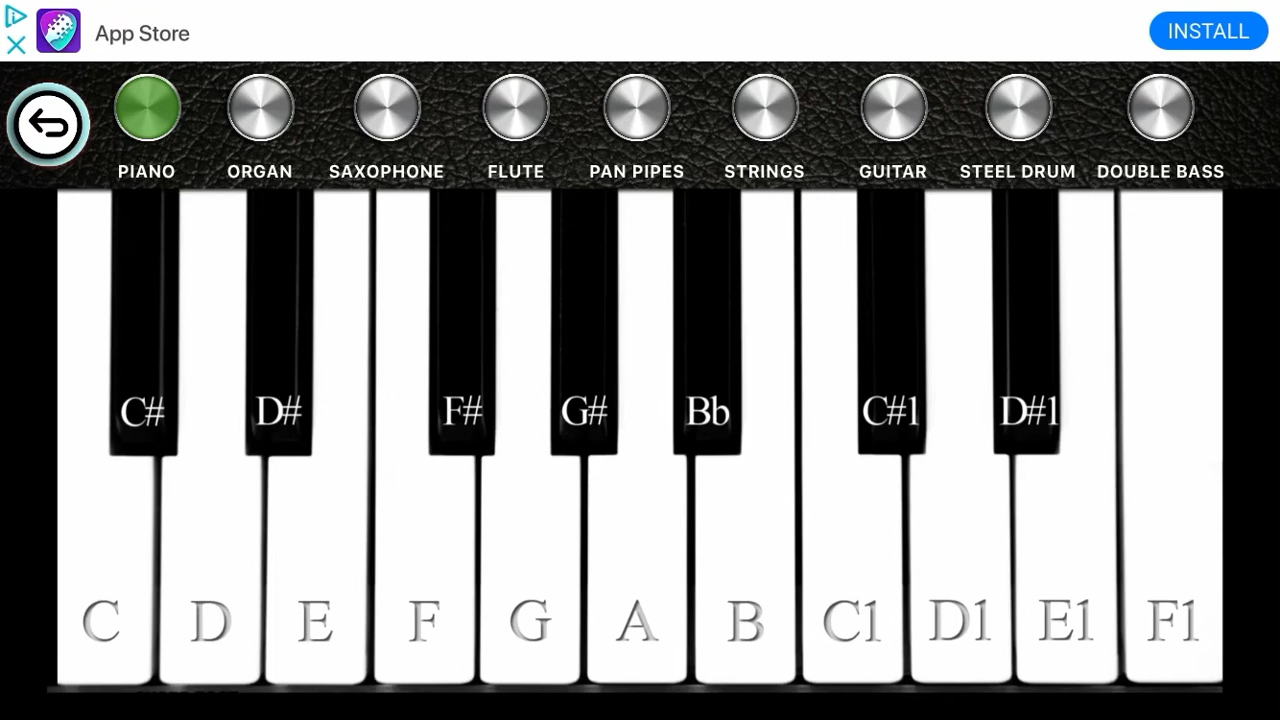 App Store
INSTALL
PIANO ORGAN SAXOPHONE FLUTE PAN PIPES STRINGS GUITAR STEEL DRUM DOUBLE BASS
C# D# F# G# Bb C#1 D#1
C D E F G A B C1 D1 E1 F1